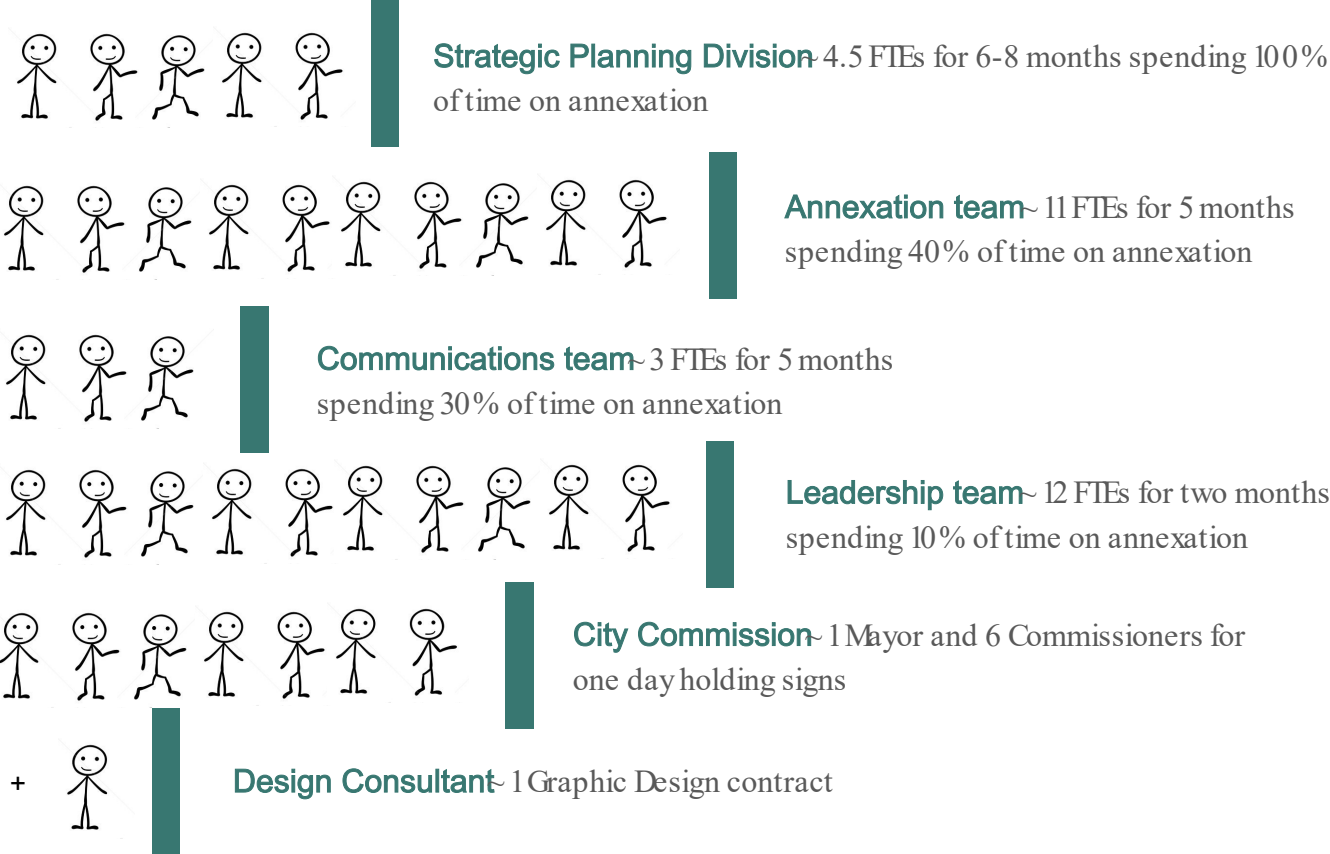 Strategic Planning Division~ 4.5 FTEs for 6-8 months spending 100%
of time on annexation
Annexation team~ 11 FTEs for 5 months
spending 40% of time on annexation
Communications team~ 3 FTEs for 5 months
spending 30% of time on annexation
Leadership team~ 12 FTEs for two months
spending 10% of time on annexation
City Commission~ 1 Mayor and 6 Commissioners for
one day holding signs
+
Design Consultant~ 1 Graphic Design contract